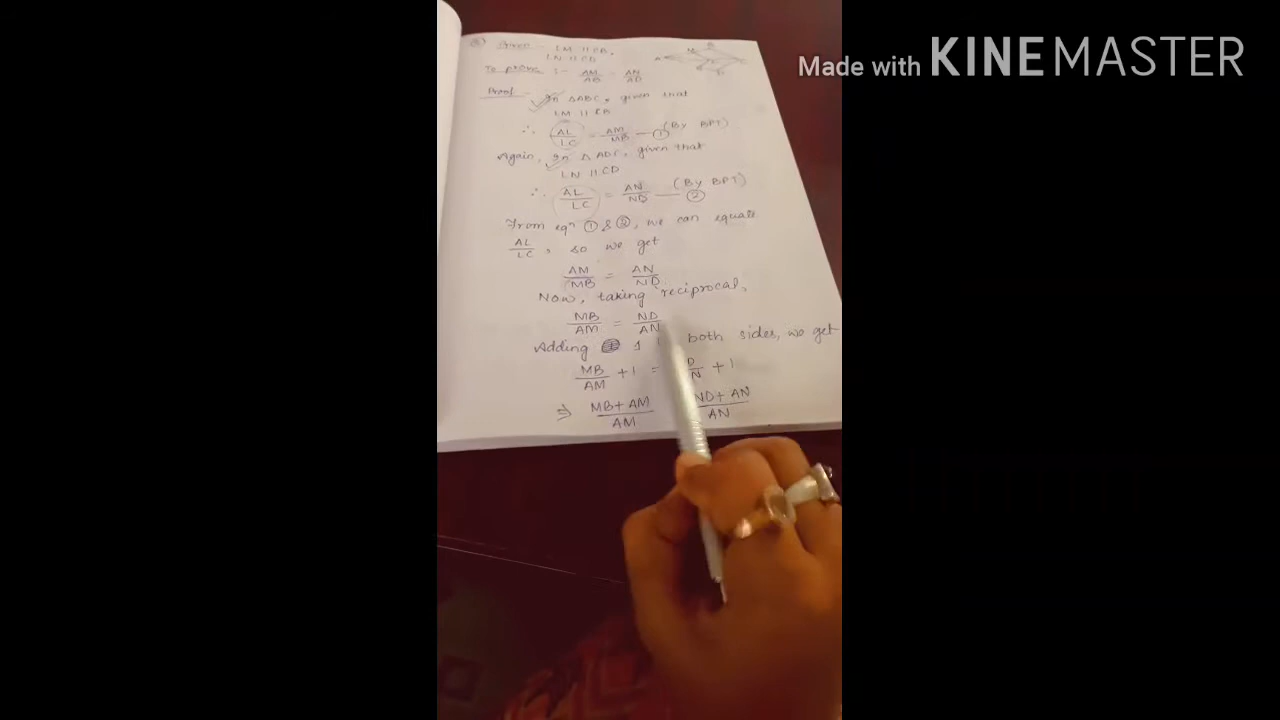 Made with KINEMASTER
Given :- LM || CB,
LN || CD
To prove :- AM/AB = AN/AD
Proof In △ABC, given that
LM || CB
∴ AL/LC = AM/MB — ① (By BPT)
Again, In △ADC, given that
LN || CD
∴ AL/LC = AN/ND — ② (By BPT)
From eqn ① & ②, we can equate
AL/LC, so we get
AM/MB = AN/ND
Now, taking reciprocal,
MB/AM = ND/AN
Adding 1 both sides, we get
MB/AM + 1 = D/N + 1
⇒ MB + AM/AM ND + AN/AN